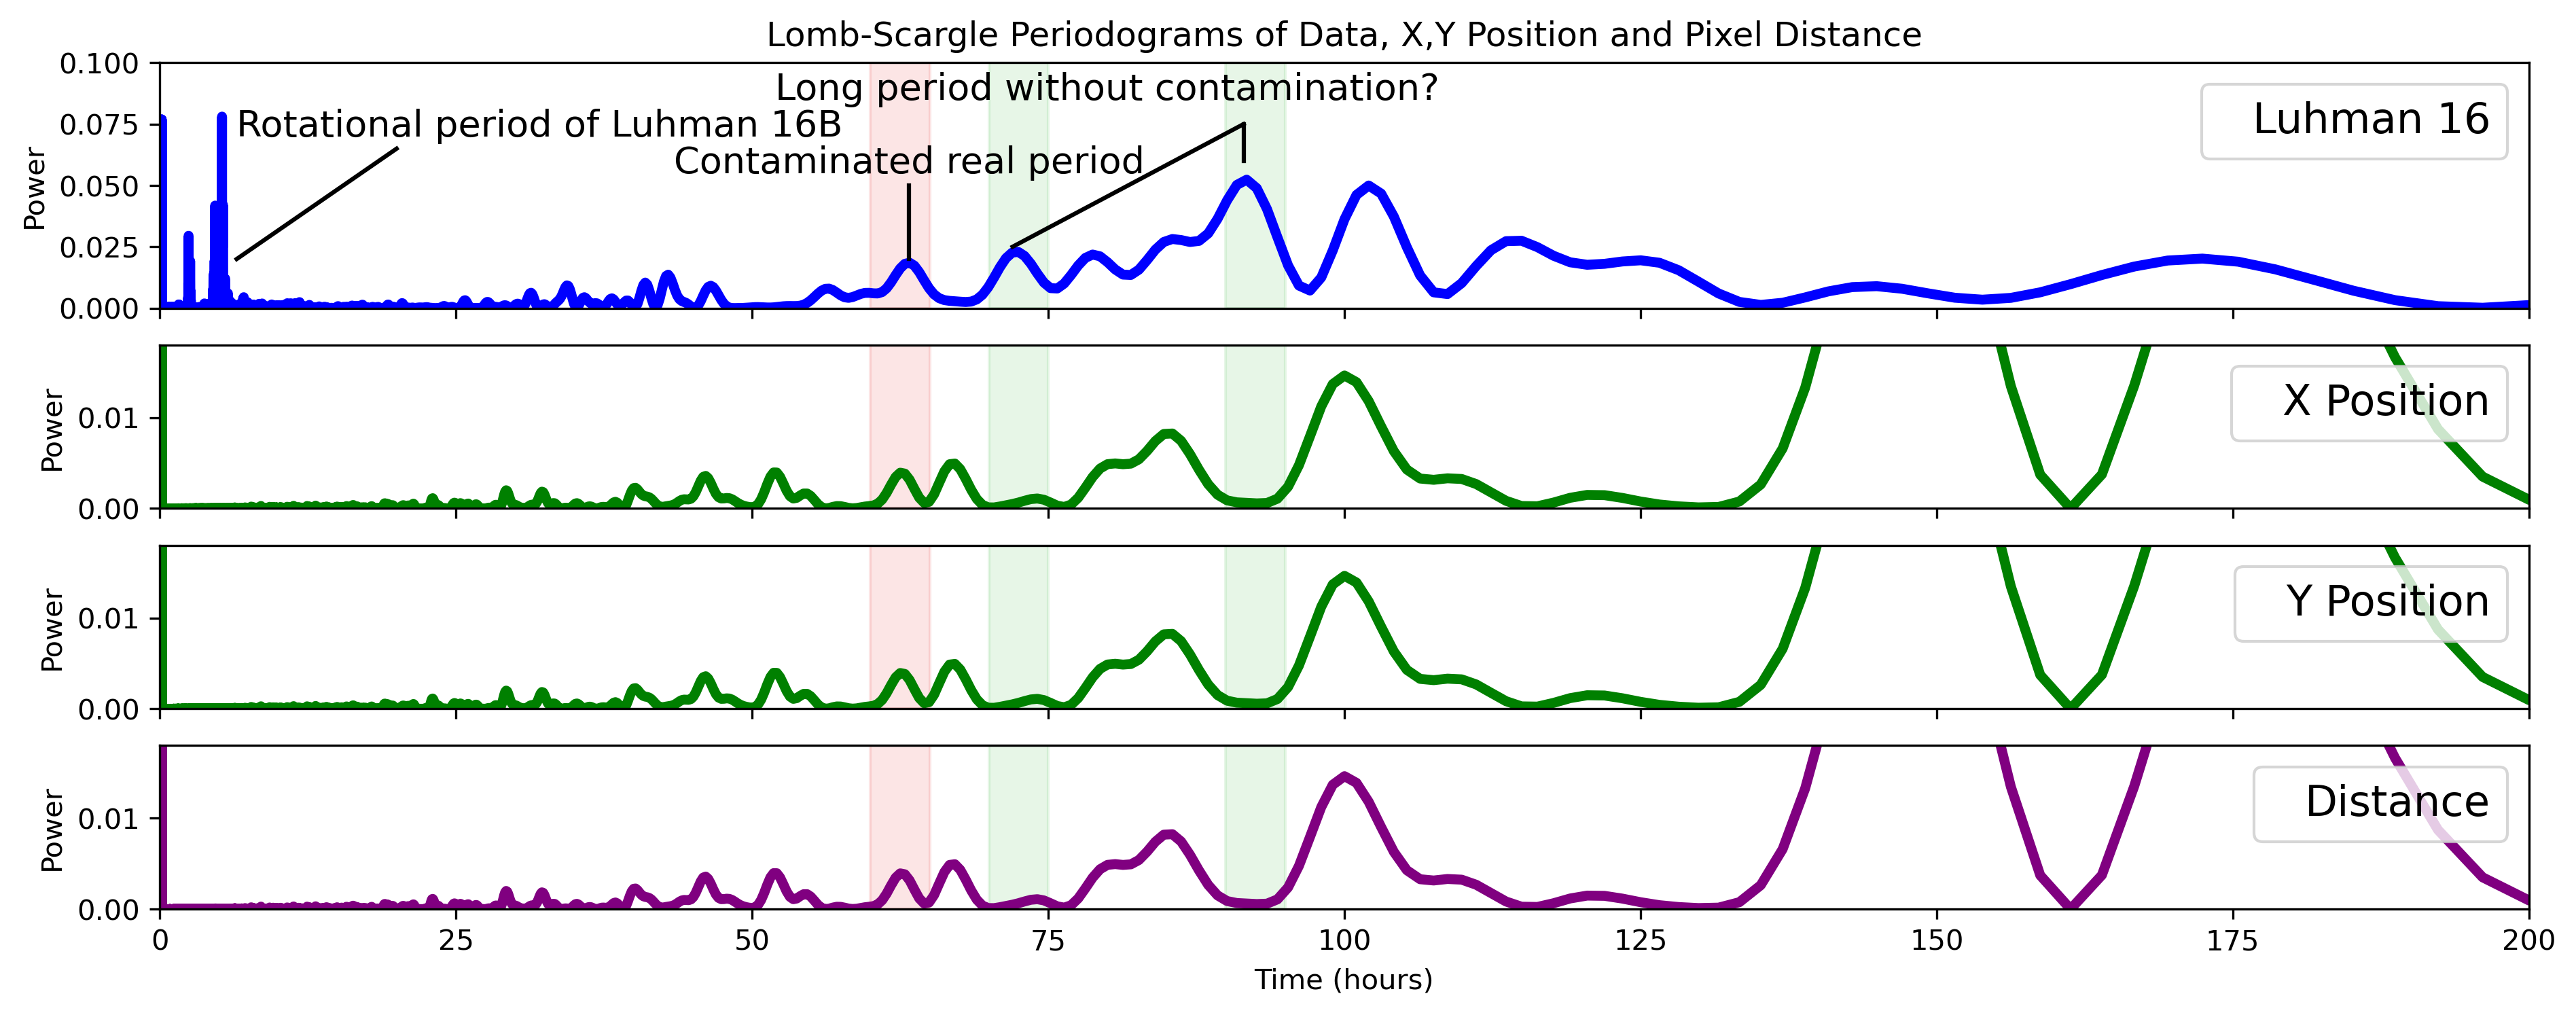 Lomb-Scargle Periodograms of Data, X,Y Position and Pixel Distance
0.100
0.075
0.050
0.025
0.000
Power
Long period without contamination?
Rotational period of Luhman 16B
Contaminated real period
Luhman 16
0.01
0.00
Power
X Position
0.01
0.00
Power
Y Position
0.01
0.00
Power
Distance
0 25 50 75 100 125 150 175 200
Time (hours)